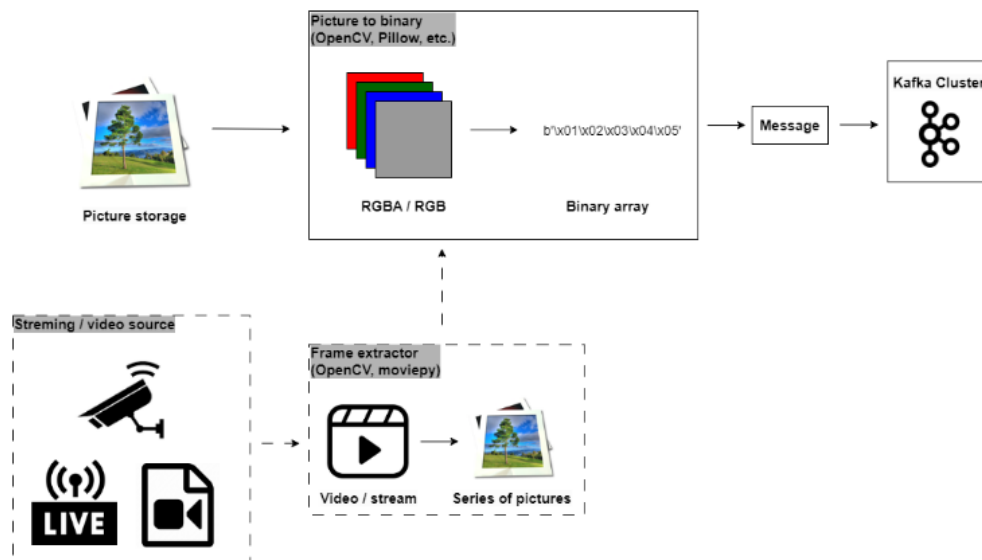 Picture to binary
(OpenCV, Pillow, etc.)
Kafka Cluster
b'\x01\x02\x03\x04\x05'
Message
RGBA / RGB
Binary array
Picture storage
Streming / video source
Frame extractor
(OpenCV, moviepy)
LIVE
Video / stream
Series of pictures